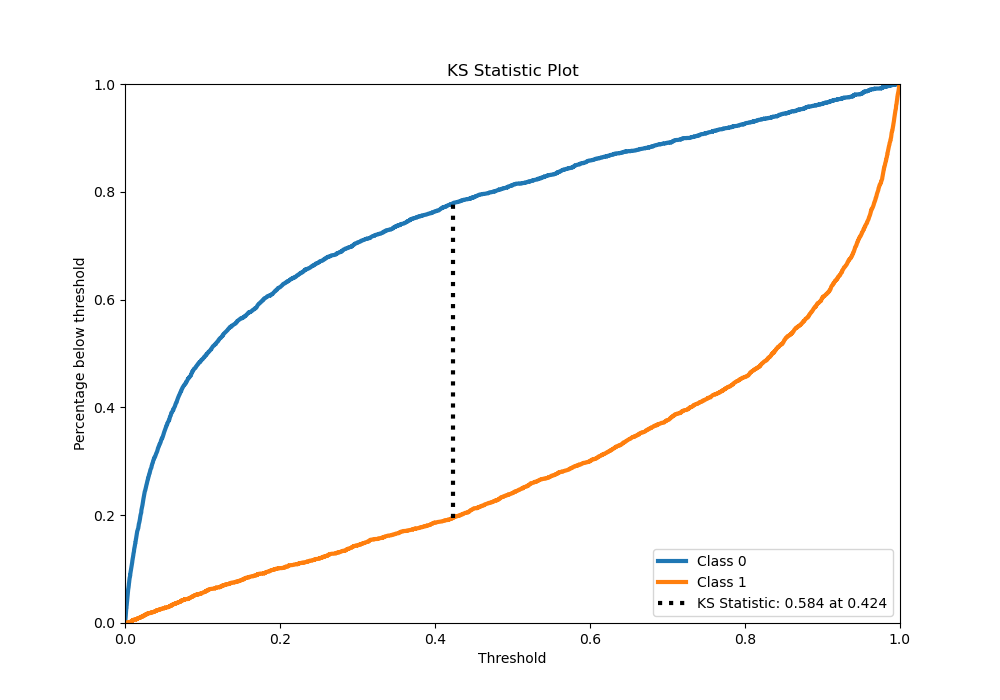 KS Statistic Plot
1.0
0.8
0.6
0.4
0.2
0.0
Percentage below threshold
0.0 0.2 0.4 0.6 0.8 1.0
Threshold
Class 0
Class 1
KS Statistic: 0.584 at 0.424